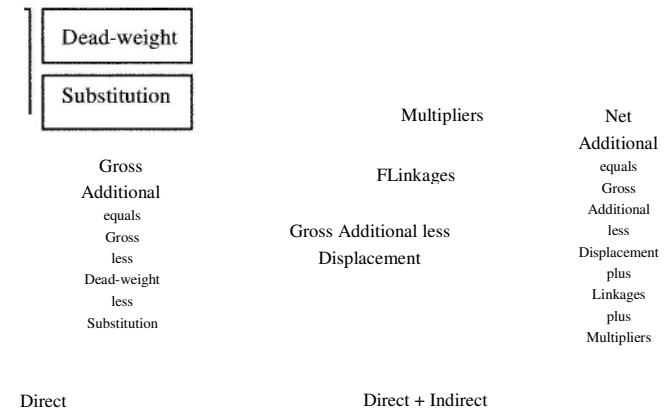 Dead-weight
Substitution
Gross
Additional
equals
Gross
less
Dead-weight
less
Substitution
Multipliers
FLinkages
Gross Additional less
Displacement
Net
Additional
equals
Gross
Additional
less
Displacement
plus
Linkages
plus
Multipliers
Direct
Direct + Indirect